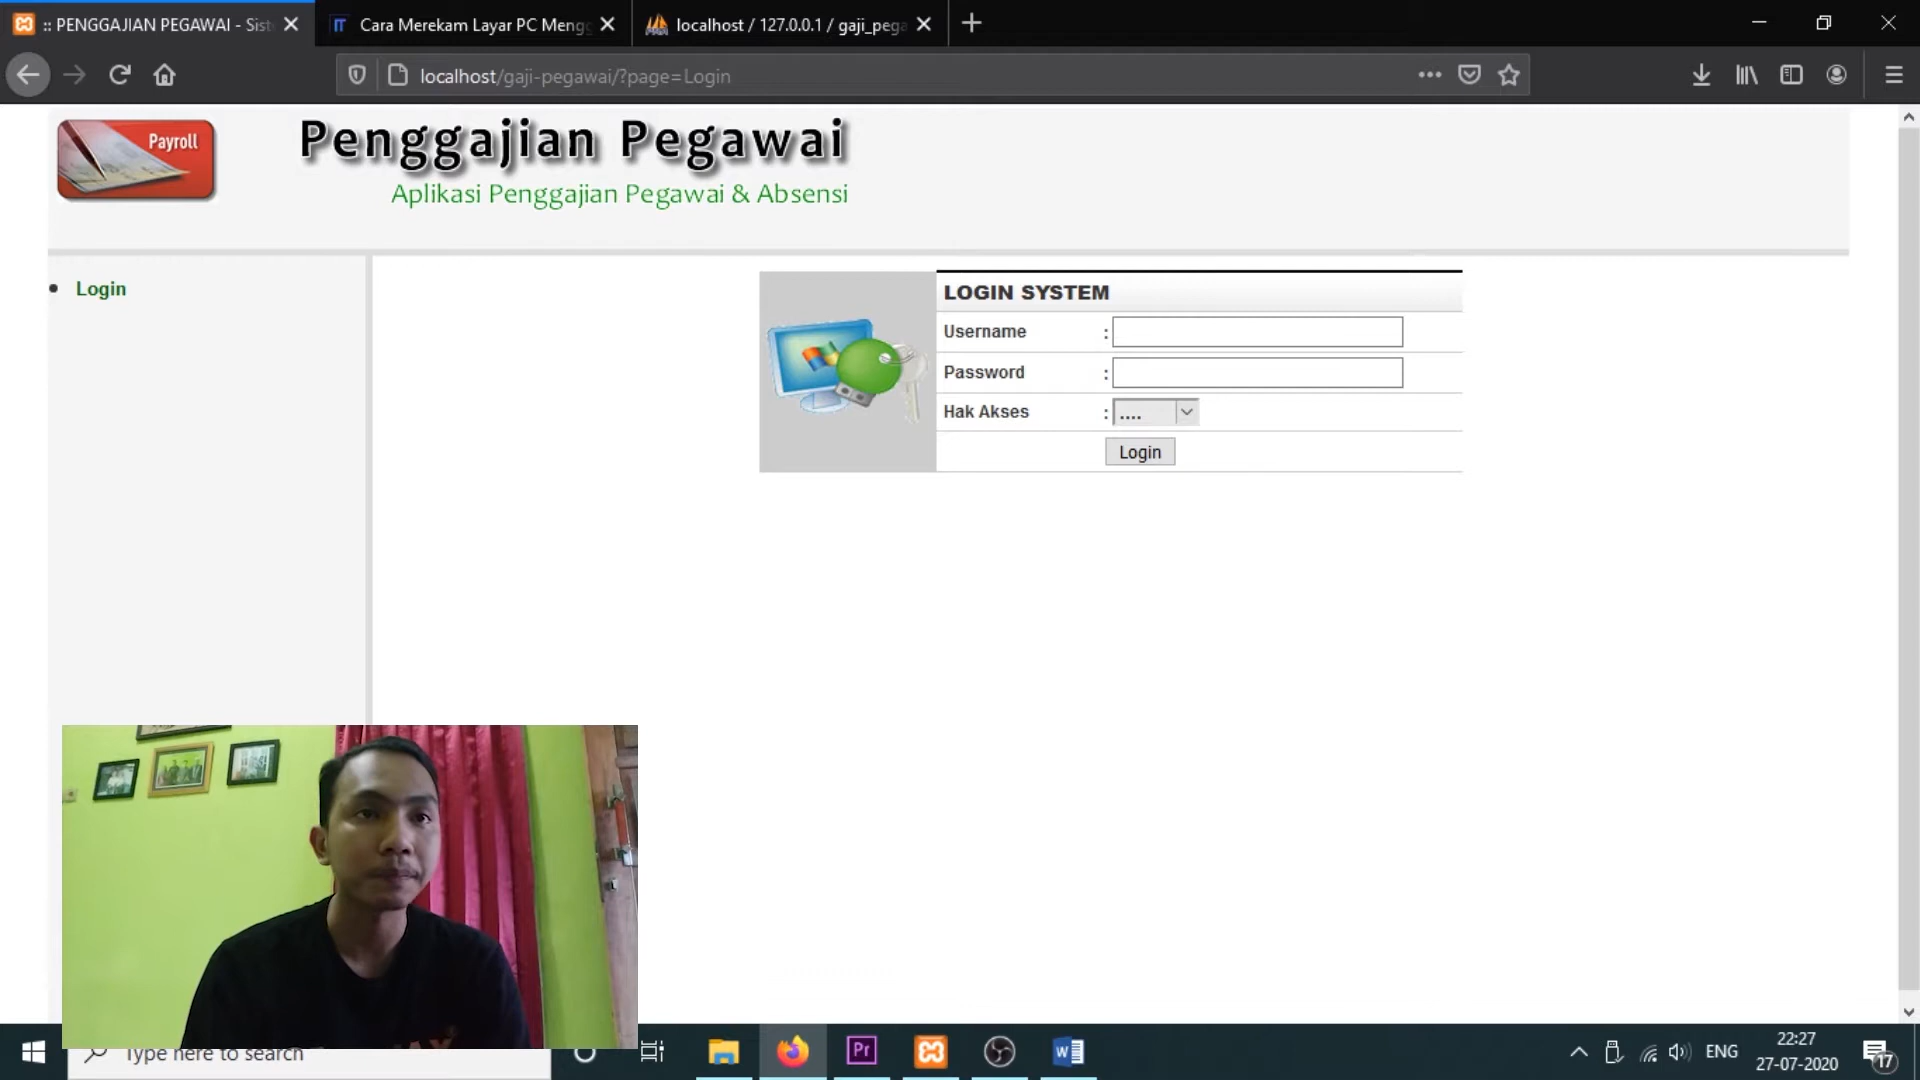 :: PENGGAJIAN PEGAWAI - Sist
Cara Merekam Layar PC Mengg
localhost / 127.0.0.1 / gaji_pega
localhost/gaji-pegawai/?page=Login
Payroll
Penggajian Pegawai
Aplikasi Penggajian Pegawai & Absensi
Login
LOGIN SYSTEM
Username :
Password :
Hak Akses : ....
Login
Type here to search
Pr
W
ENG
22:27
27-07-2020
17